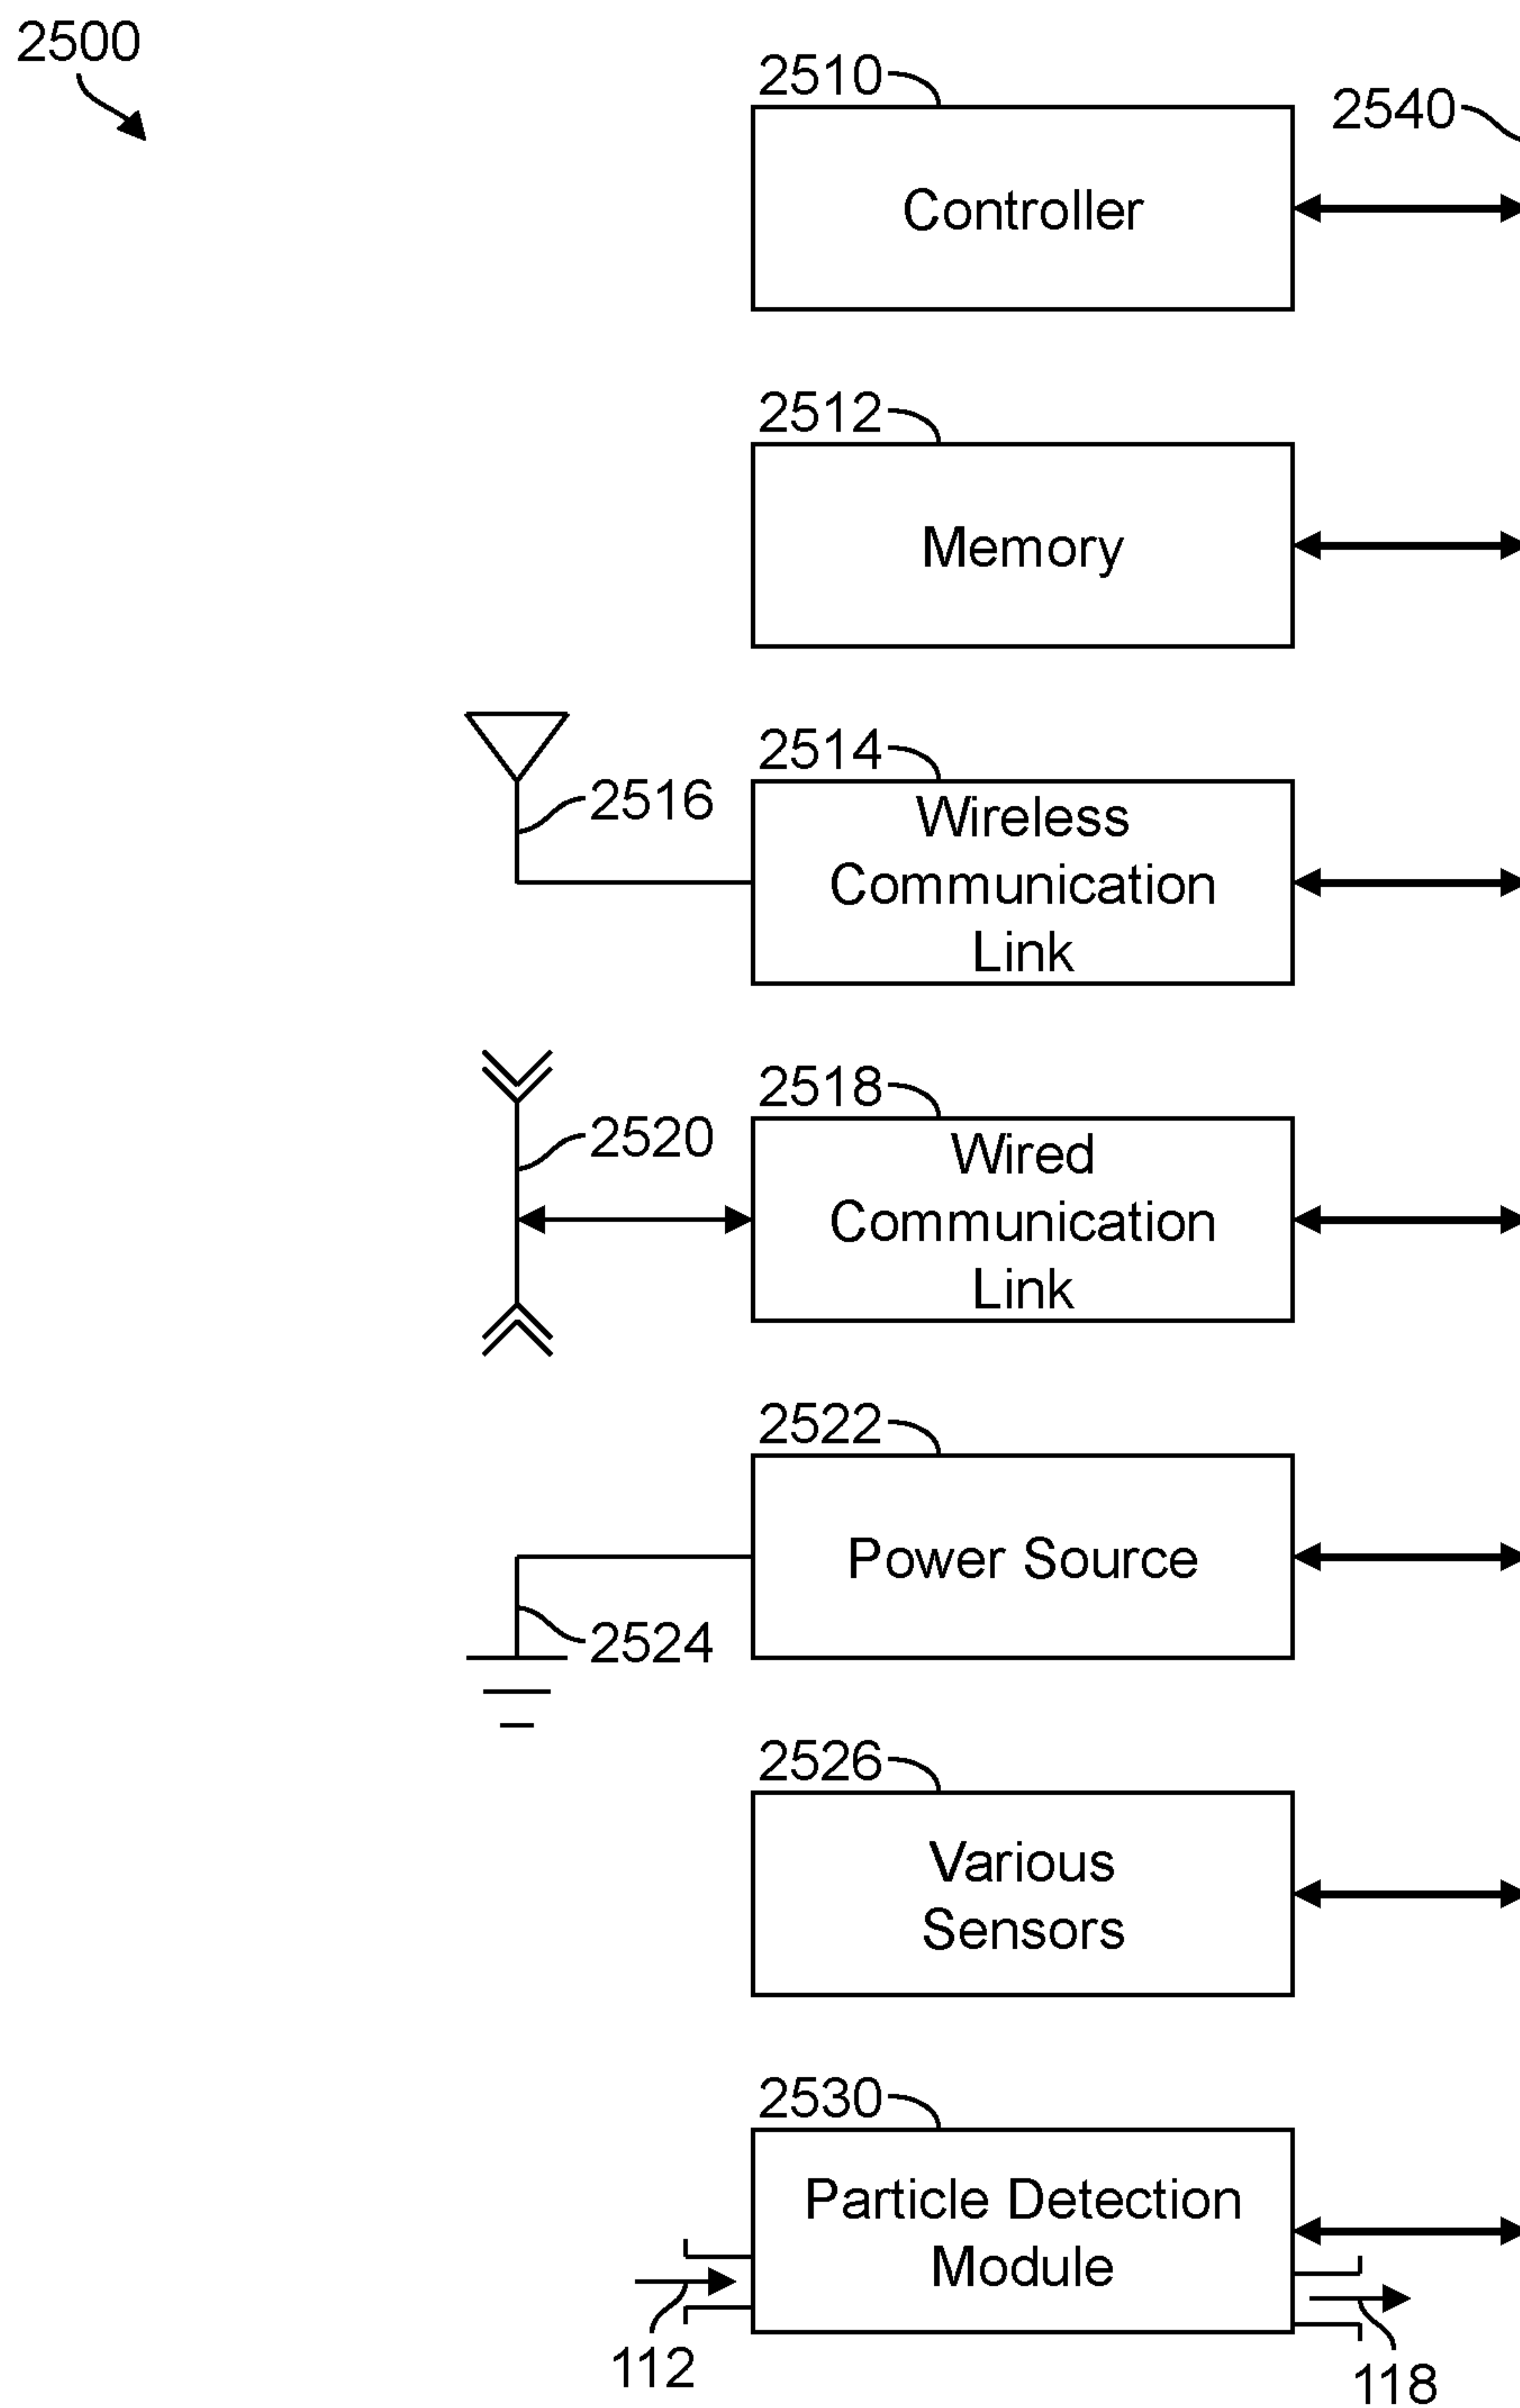 2500
2510
2540
Controller
2512
Memory
2514
2516
Wireless
Communication
Link
2518
2520
Wired
Communication
Link
2522
Power Source
2524
2526
Various
Sensors
2530
Particle Detection
Module
112
118